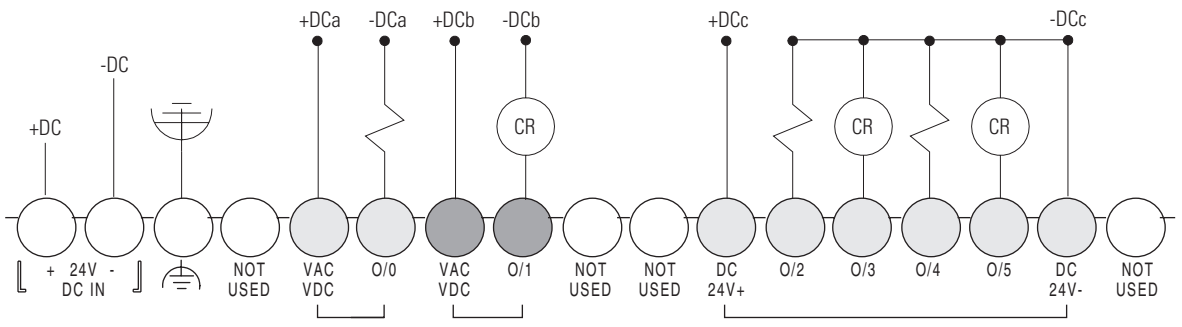 +DCa -DCa +DCb -DCb +DCc -DCc
-DC
+DC
CR CR CR
+ 24V - NOT VAC O/0 VAC O/1 NOT NOT DC O/2 O/3 O/4 O/5 DC NOT
DC IN USED VDC VDC USED USED 24V+ 24V- USED